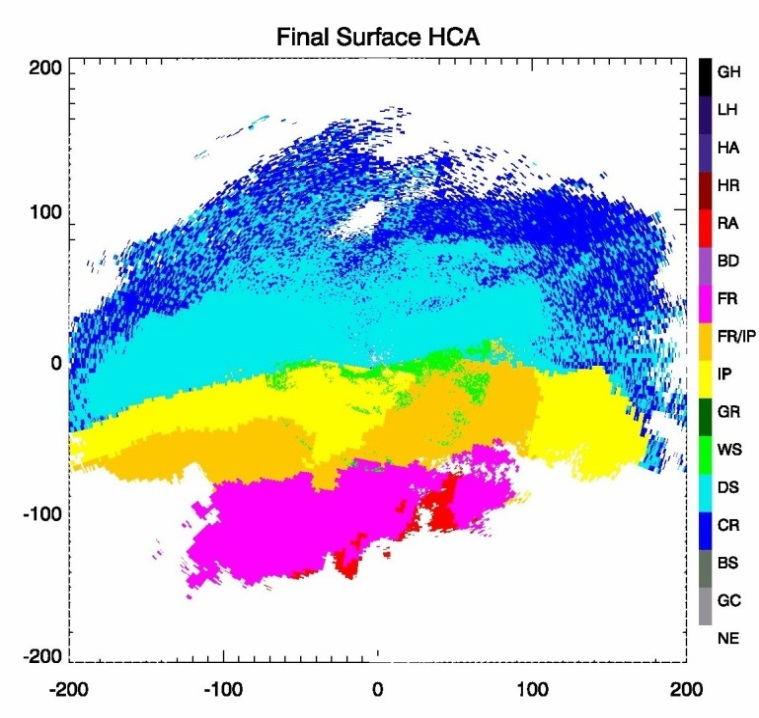 Final Surface HCA
200
100
0
-100
-200
-200 -100 0 100 200
GH
LH
HA
HR
RA
BD
FR
FR/IP
IP
GR
WS
DS
CR
BS
GC
NE